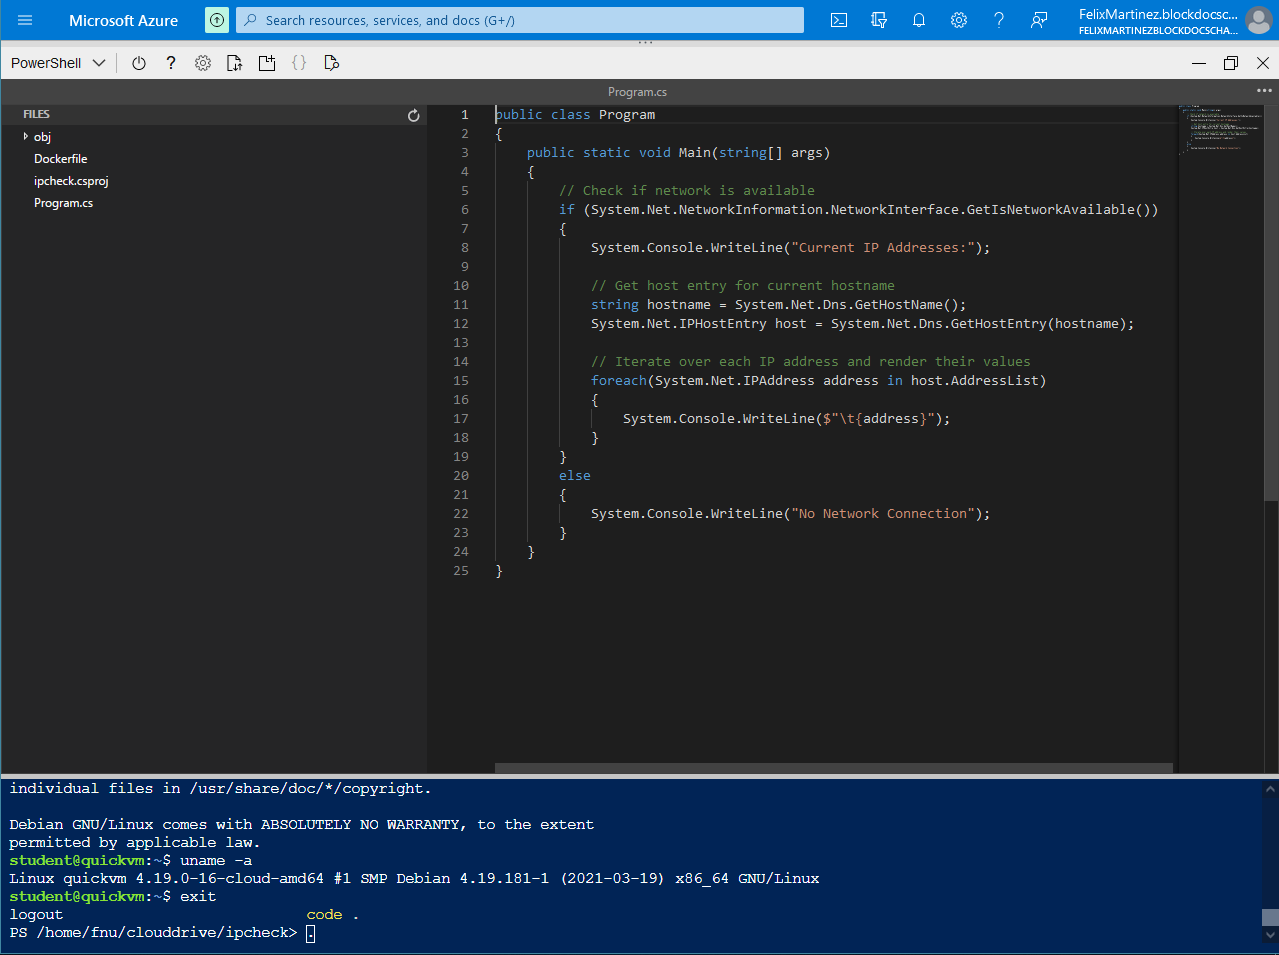 Microsoft Azure
Search resources, services, and docs (G+/)
FelixMartinez.blockdocsc...
FELIXMARTINEZBLOCKDOCSCHA...
PowerShell
?
{}
Program.cs
FILES
obj
Dockerfile
ipcheck.csproj
Program.cs
1 public class Program
2 {
3 public static void Main(string[] args)
4 {
5 // Check if network is available
6 if (System.Net.NetworkInformation.NetworkInterface.GetIsNetworkAvailable())
7 {
8 System.Console.WriteLine("Current IP Addresses:");
9
10 // Get host entry for current hostname
11 string hostname = System.Net.Dns.GetHostName();
12 System.Net.IPHostEntry host = System.Net.Dns.GetHostEntry(hostname);
13
14 // Iterate over each IP address and render their values
15 foreach(System.Net.IPAddress address in host.AddressList)
16 {
17 System.Console.WriteLine($"\t{address}");
18 }
19 }
20 else
21 {
22 System.Console.WriteLine("No Network Connection");
23 }
24 }
25 }
individual files in /usr/share/doc/*/copyright.
Debian GNU/Linux comes with ABSOLUTELY NO WARRANTY, to the extent
permitted by applicable law.
student@quickvm:~$ uname -a
Linux quickvm 4.19.0-16-cloud-amd64 #1 SMP Debian 4.19.181-1 (2021-03-19) x86_64 GNU/Linux
student@quickvm:~$ exit
logout code .
PS /home/fnu/clouddrive/ipcheck> .